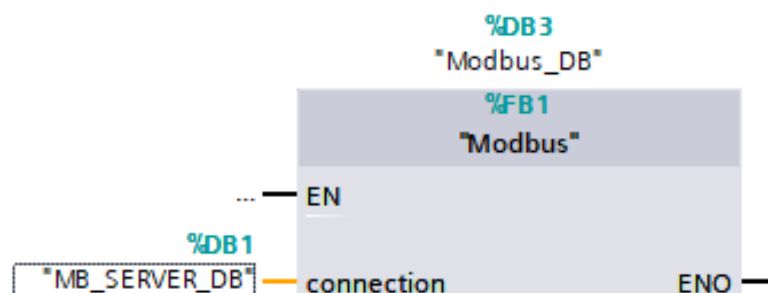 %DB3
"Modbus_DB"
%FB1
"Modbus"
... EN
%DB1
"MB_SERVER_DB" connection ENO